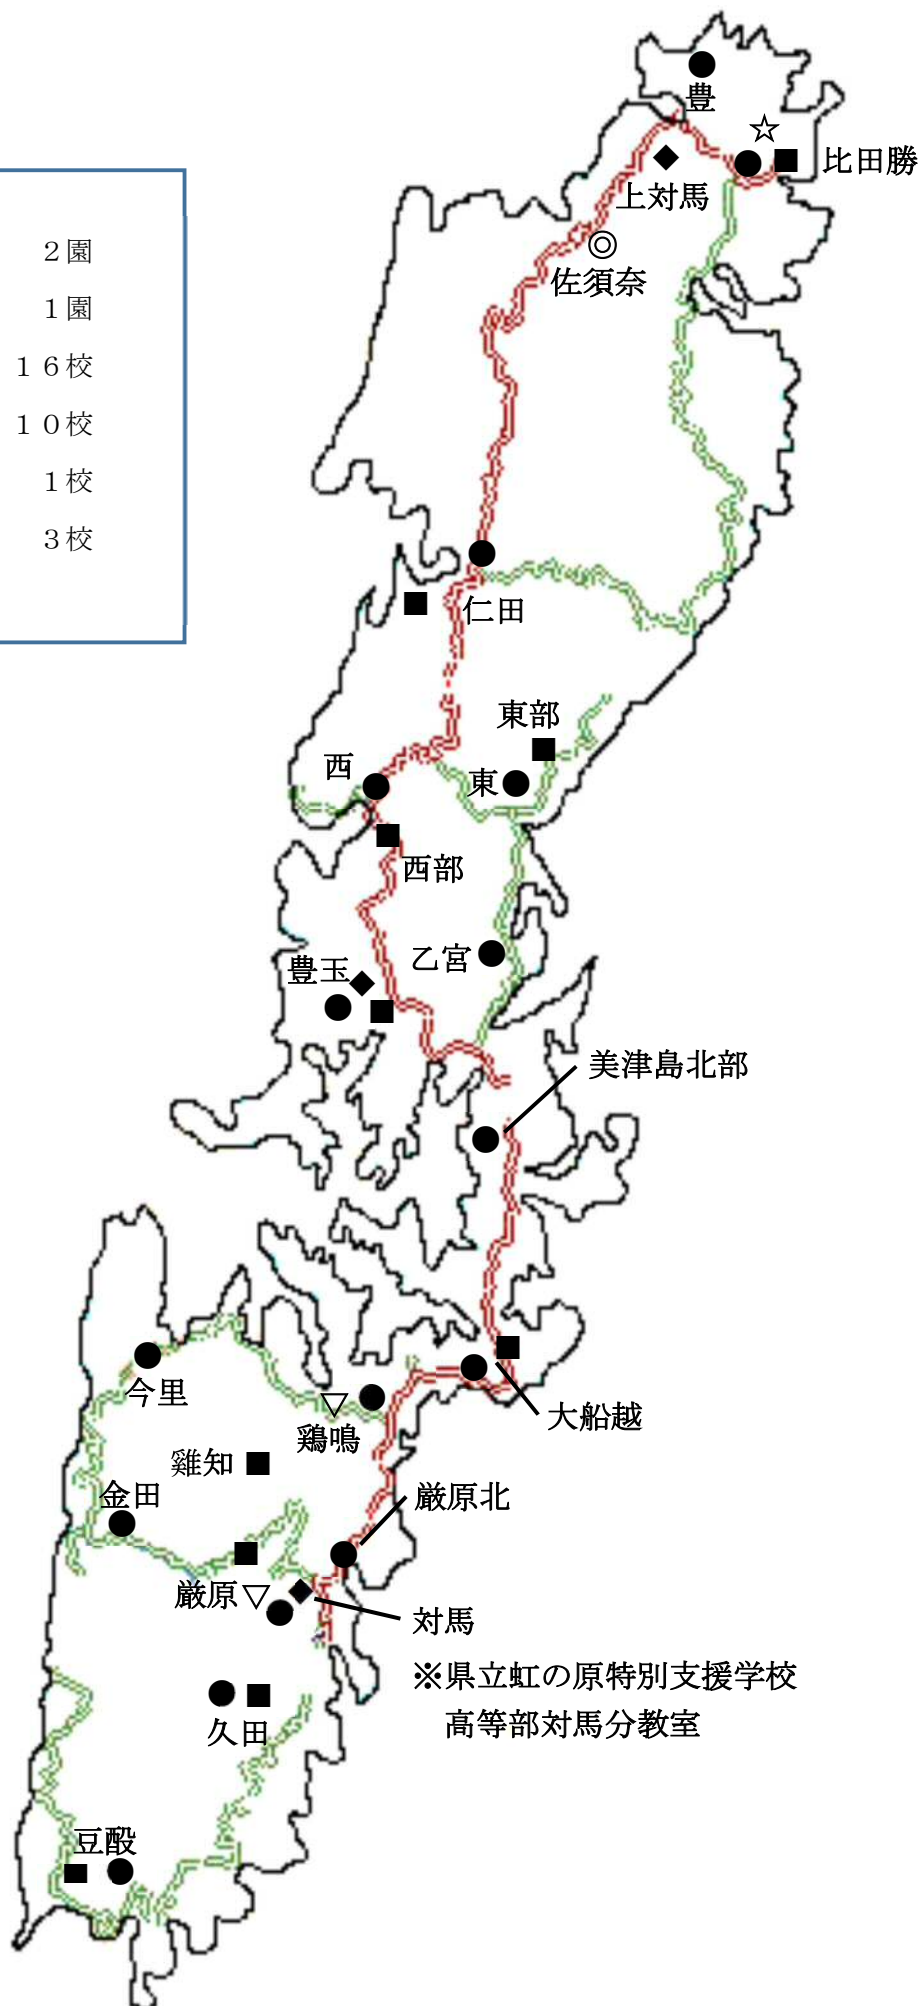 ２園
１園
１６校
１０校
１校
３校
豊
比田勝
上対馬
佐須奈
仁田
東部
西
東
西部
乙宮
豊玉
美津島北部
今里
大船越
鶏鳴
雞知
金田
厳原北
厳原
対馬
※県立虹の原特別支援学校
高等部対馬分教室
久田
豆酘